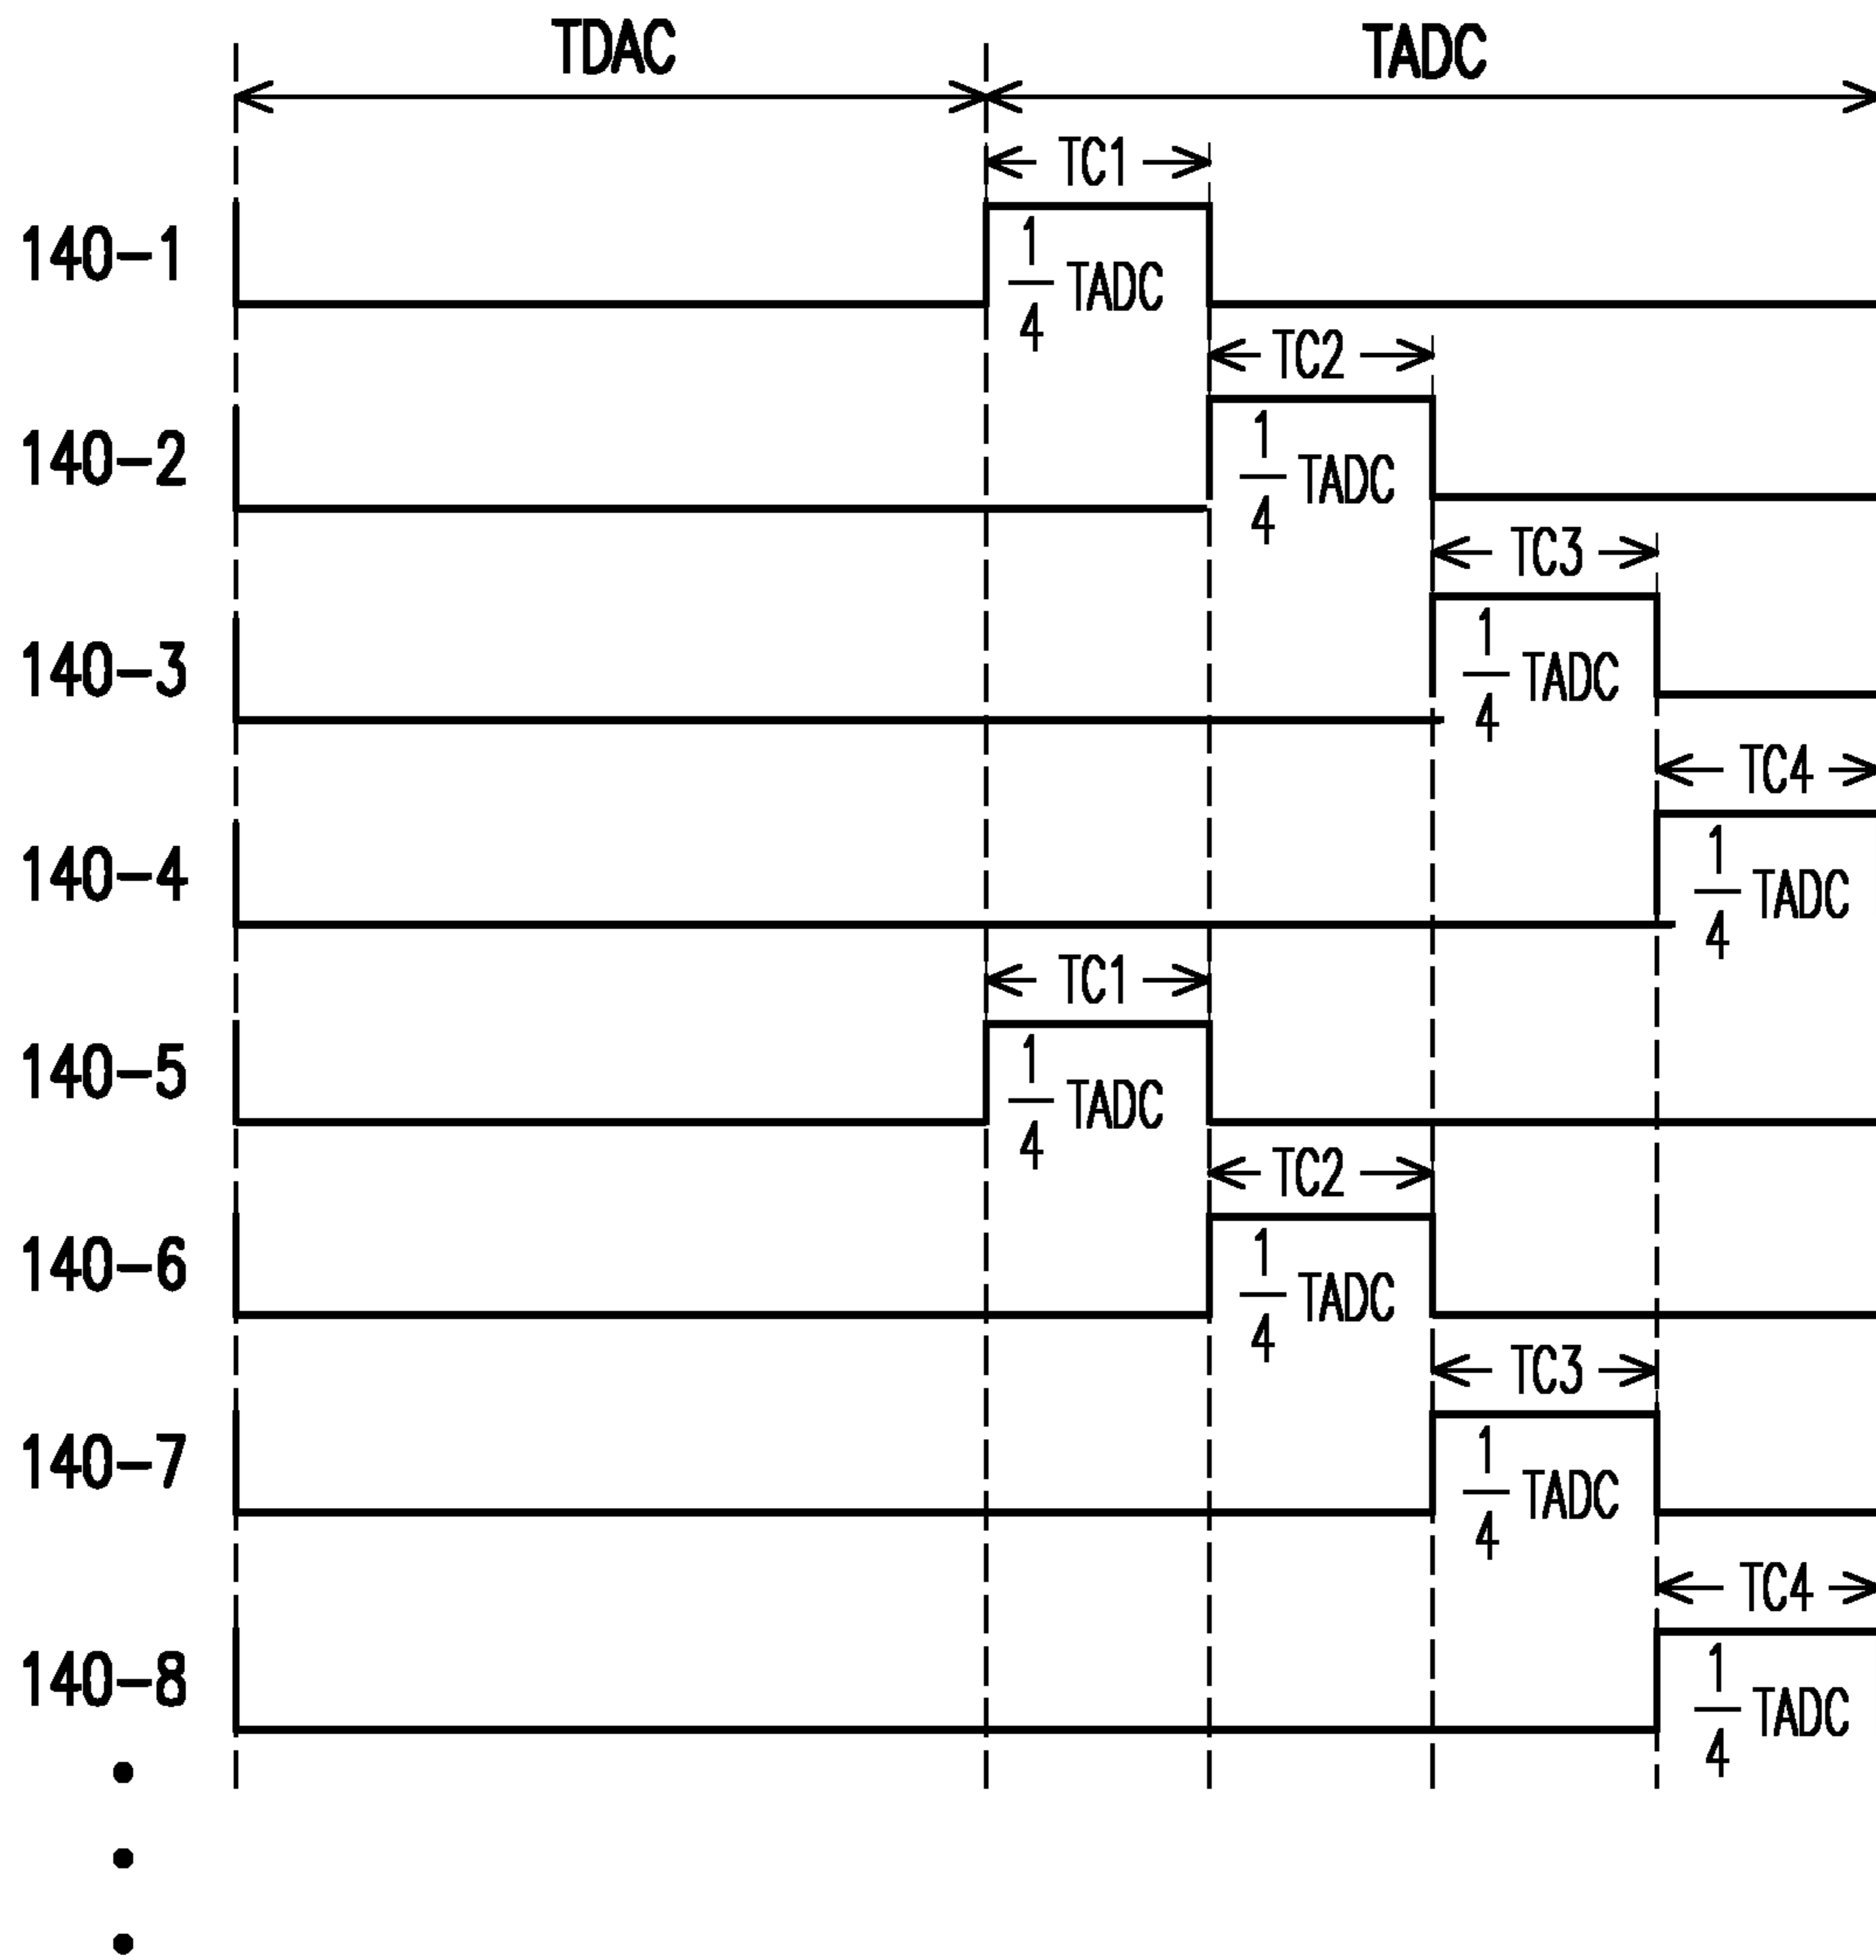 TDAC TADC
TC1
140-1 1/4 TADC
TC2
140-2 1/4 TADC
TC3
140-3 1/4 TADC
TC4
140-4 1/4 TADC
TC1
140-5 1/4 TADC
TC2
140-6 1/4 TADC
TC3
140-7 1/4 TADC
TC4
140-8 1/4 TADC